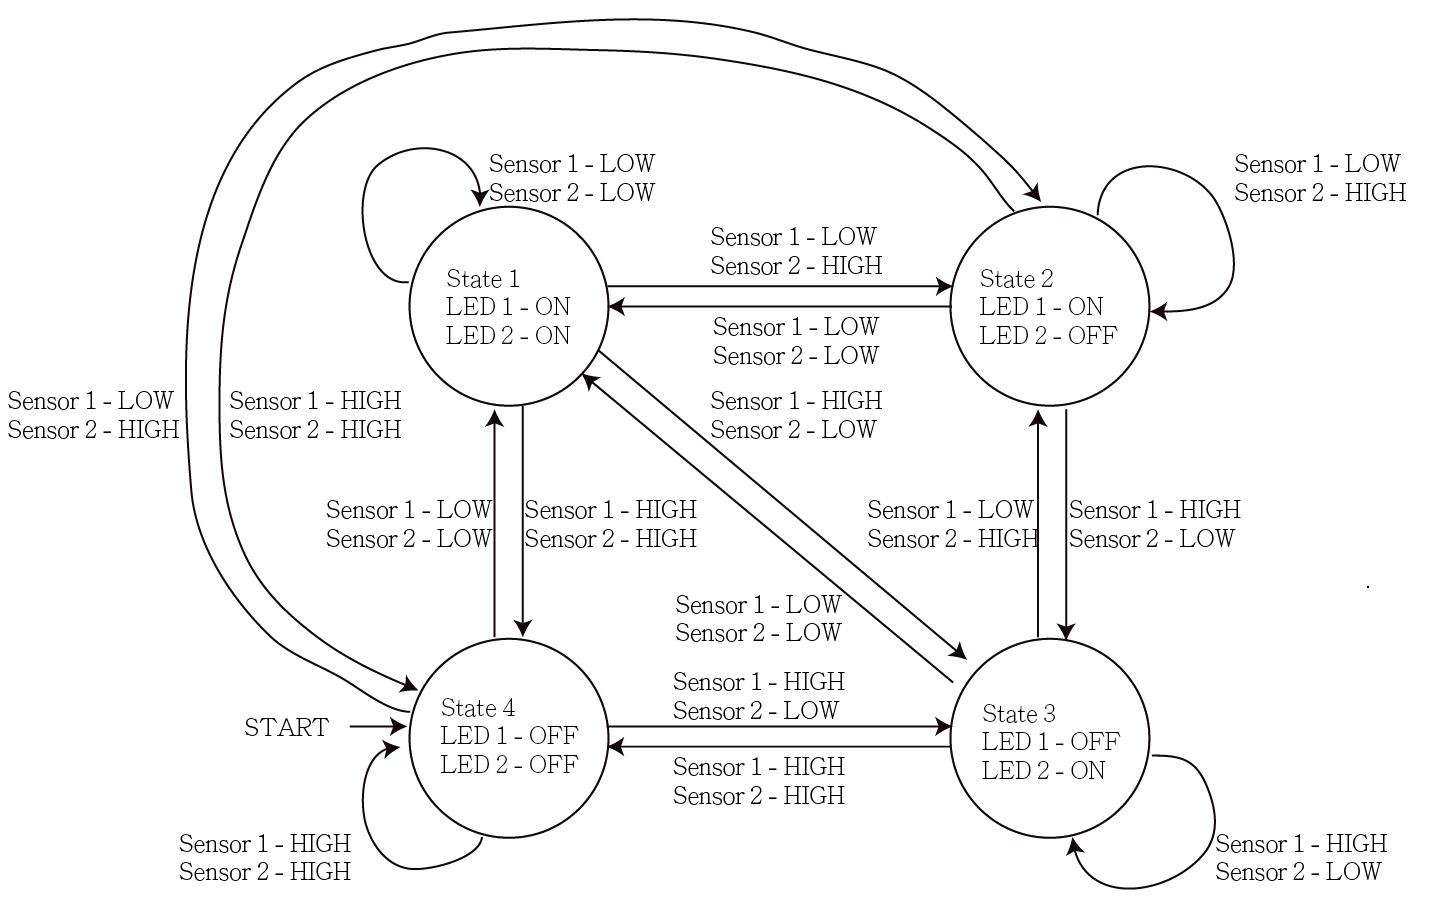 Sensor 1 - LOW
Sensor 2 - LOW
Sensor 1 - LOW
Sensor 2 - HIGH
Sensor 1 - LOW
Sensor 2 - HIGH
State 1
LED 1 - ON
LED 2 - ON
State 2
LED 1 - ON
LED 2 - OFF
Sensor 1 - LOW
Sensor 2 - LOW
Sensor 1 - LOW
Sensor 2 - HIGH
Sensor 1 - HIGH
Sensor 2 - HIGH
Sensor 1 - HIGH
Sensor 2 - LOW
Sensor 1 - LOW
Sensor 2 - LOW
Sensor 1 - HIGH
Sensor 2 - HIGH
Sensor 1 - LOW
Sensor 2 - HIGH
Sensor 1 - HIGH
Sensor 2 - LOW
Sensor 1 - LOW
Sensor 2 - LOW
Sensor 1 - HIGH
Sensor 2 - LOW
START
State 4
LED 1 - OFF
LED 2 - OFF
State 3
LED 1 - OFF
LED 2 - ON
Sensor 1 - HIGH
Sensor 2 - HIGH
Sensor 1 - HIGH
Sensor 2 - HIGH
Sensor 1 - HIGH
Sensor 2 - LOW